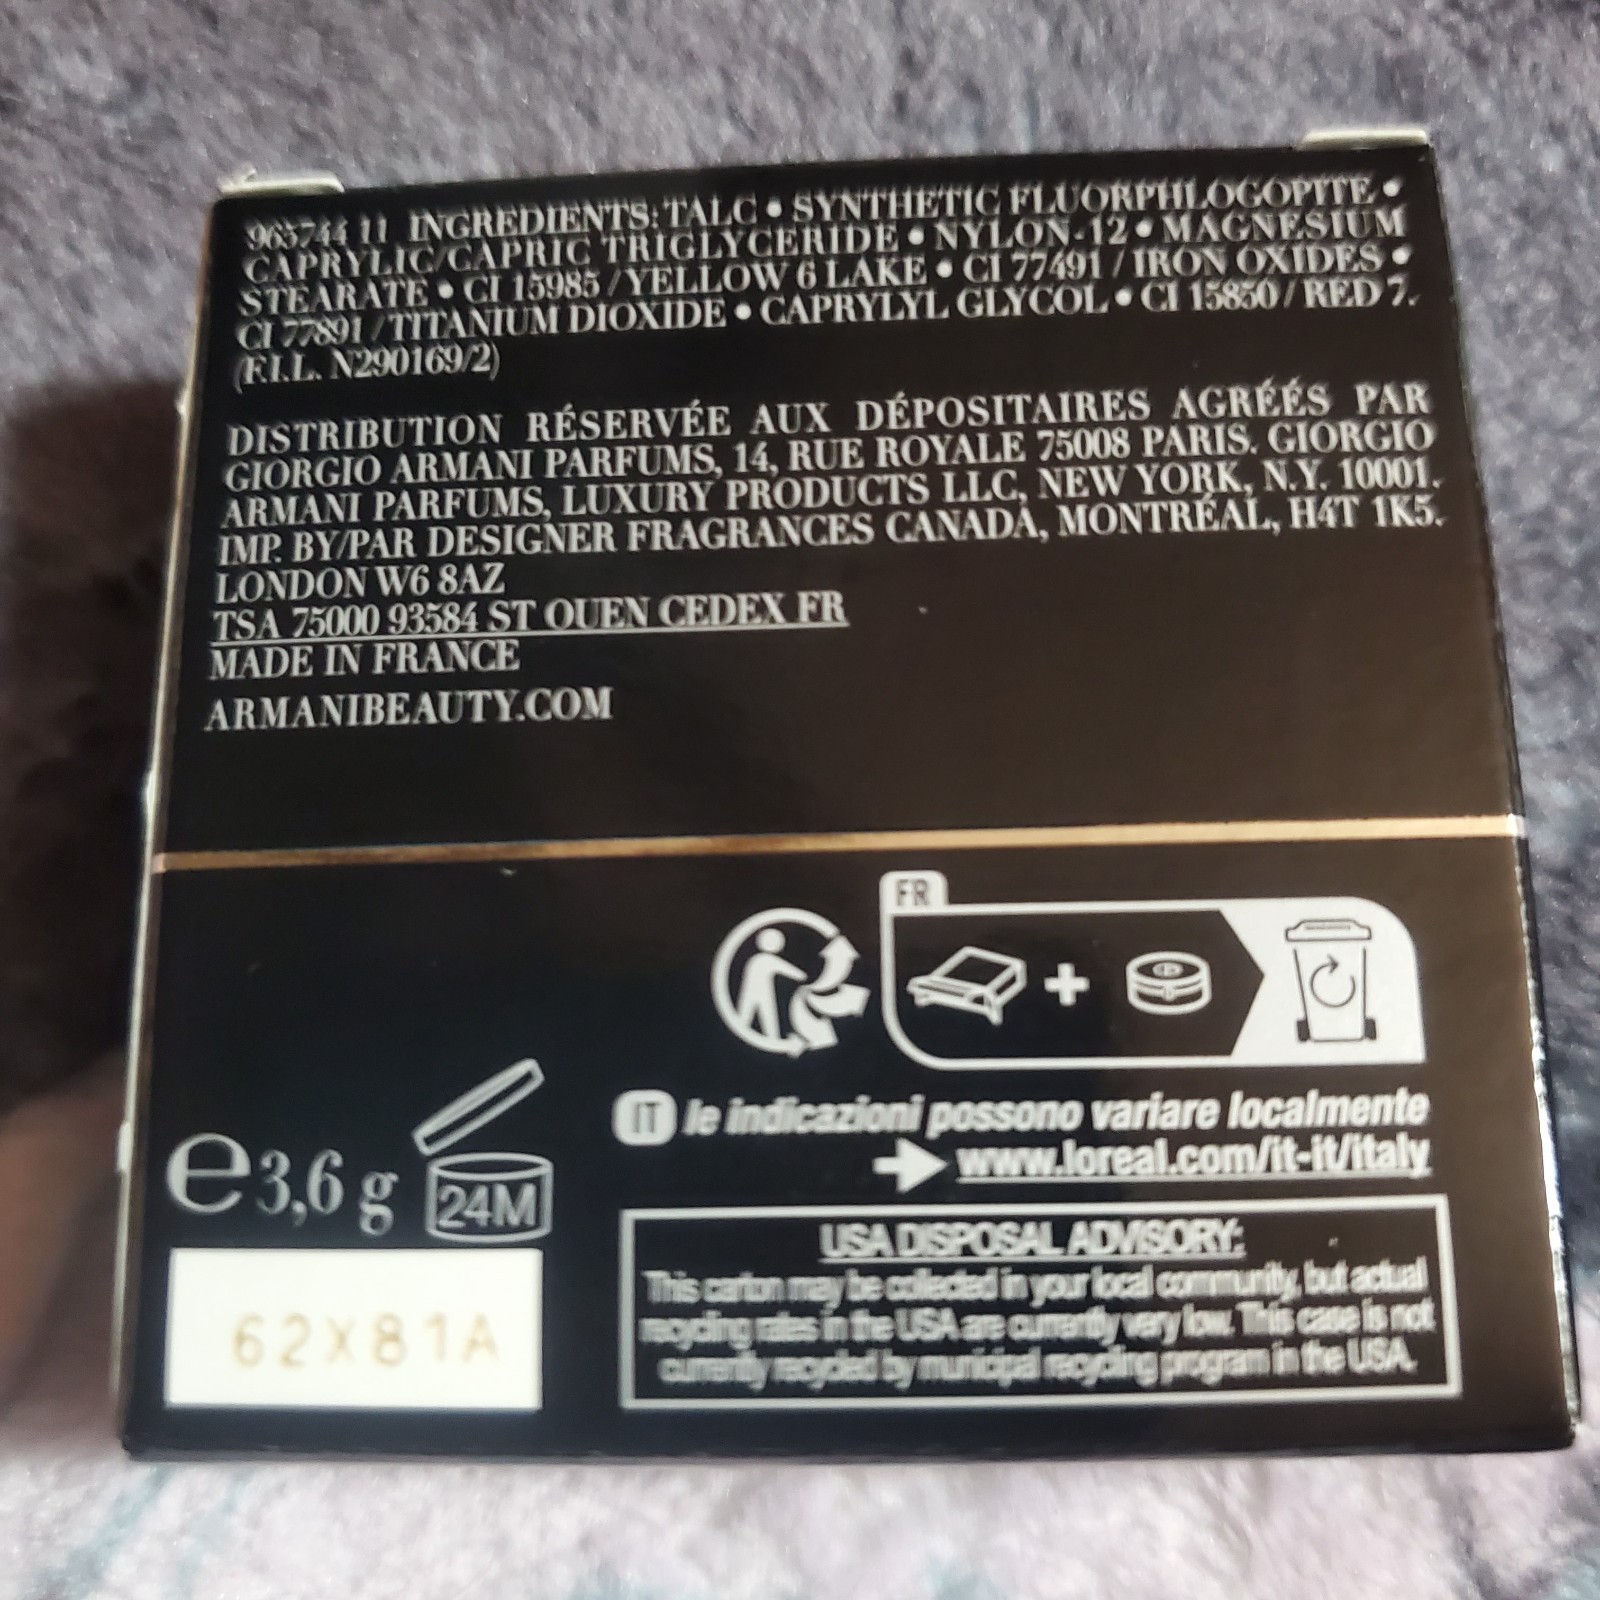 965744 11 INGREDIENTS: TALC • SYNTHETIC FLUORPHLOGOPITE •
CAPRYLIC/CAPRIC TRIGLYCERIDE • NYLON-12 • MAGNESIUM
STEARATE • CI 15985 / YELLOW 6 LAKE • CI 77491 / IRON OXIDES •
CI 77891 / TITANIUM DIOXIDE • CAPRYLYL GLYCOL • CI 15850 / RED 7.
(F.I.L. N290169/2)
DISTRIBUTION RÉSERVÉE AUX DÉPOSITAIRES AGRÉÉS PAR
GIORGIO ARMANI PARFUMS, 14, RUE ROYALE 75008 PARIS. GIORGIO
ARMANI PARFUMS, LUXURY PRODUCTS LLC, NEW YORK, N.Y. 10001.
IMP. BY/PAR DESIGNER FRAGRANCES CANADA, MONTRÉAL, H4T 1K5.
LONDON W6 8AZ
TSA 75000 93584 ST OUEN CEDEX FR
MADE IN FRANCE
ARMANIBEAUTY.COM
FR
IT le indicazioni possono variare localmente
www.loreal.com/it-it/italy
e 3,6 g 24M
62X81A
USA DISPOSAL ADVISORY:
This carton may be collected in your local community, but actual
recycling rates in the USA are currently very low. This case is not
currently recycled by municipal recycling program in the USA.